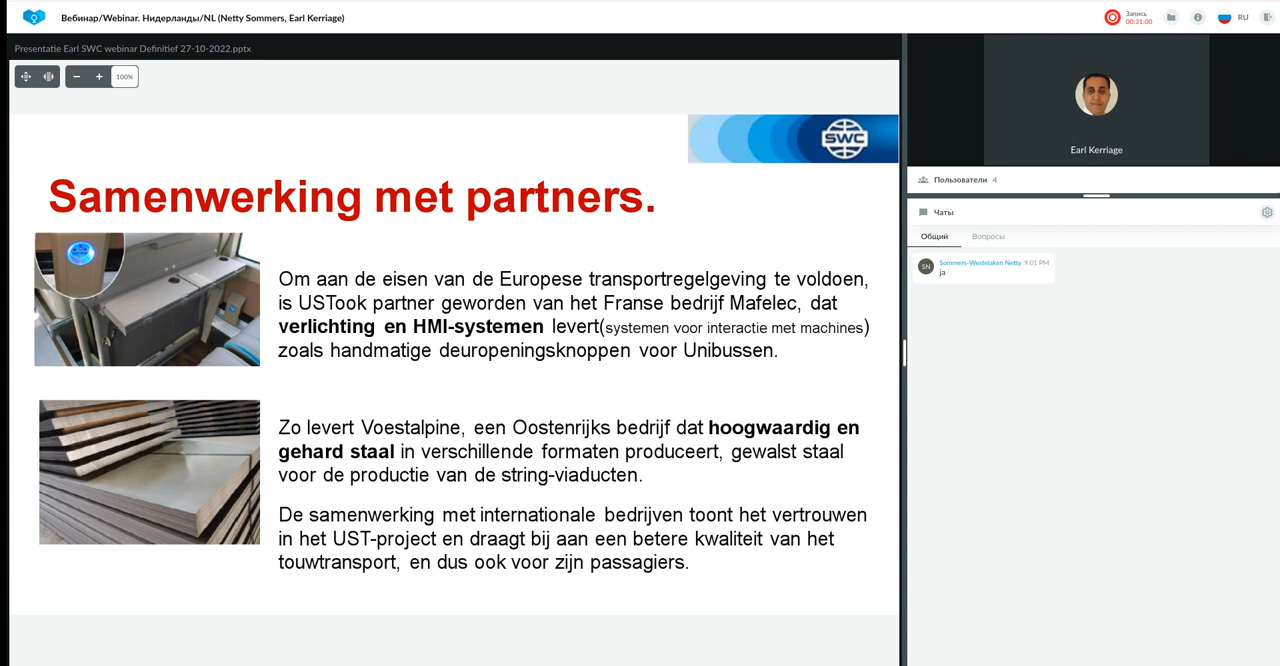 Вебинар/Webinar. Нидерланды/NL (Netty Sommers, Earl Kerriage)
Запись
00:31:00
RU
Presentatie Earl SWC webinar Definitief 27-10-2022.pptx
100%
SWC
Samenwerking met partners.
Om aan de eisen van de Europese transportregelgeving te voldoen,
is USTook partner geworden van het Franse bedrijf Mafelec, dat
verlichting en HMI-systemen levert(systemen voor interactie met machines)
zoals handmatige deuropeningsknoppen voor Unibussen.
Zo levert Voestalpine, een Oostenrijks bedrijf dat hoogwaardig en
gehard staal in verschillende formaten produceert, gewalst staal
voor de productie van de string-viaducten.
De samenwerking met internationale bedrijven toont het vertrouwen
in het UST-project en draagt bij aan een betere kwaliteit van het
touwtransport, en dus ook voor zijn passagiers.
Earl Kerriage
Пользователи 4
Чаты
Общий Вопросы
SN
Sommers-Westelaken Netty 9:01 PM
ja